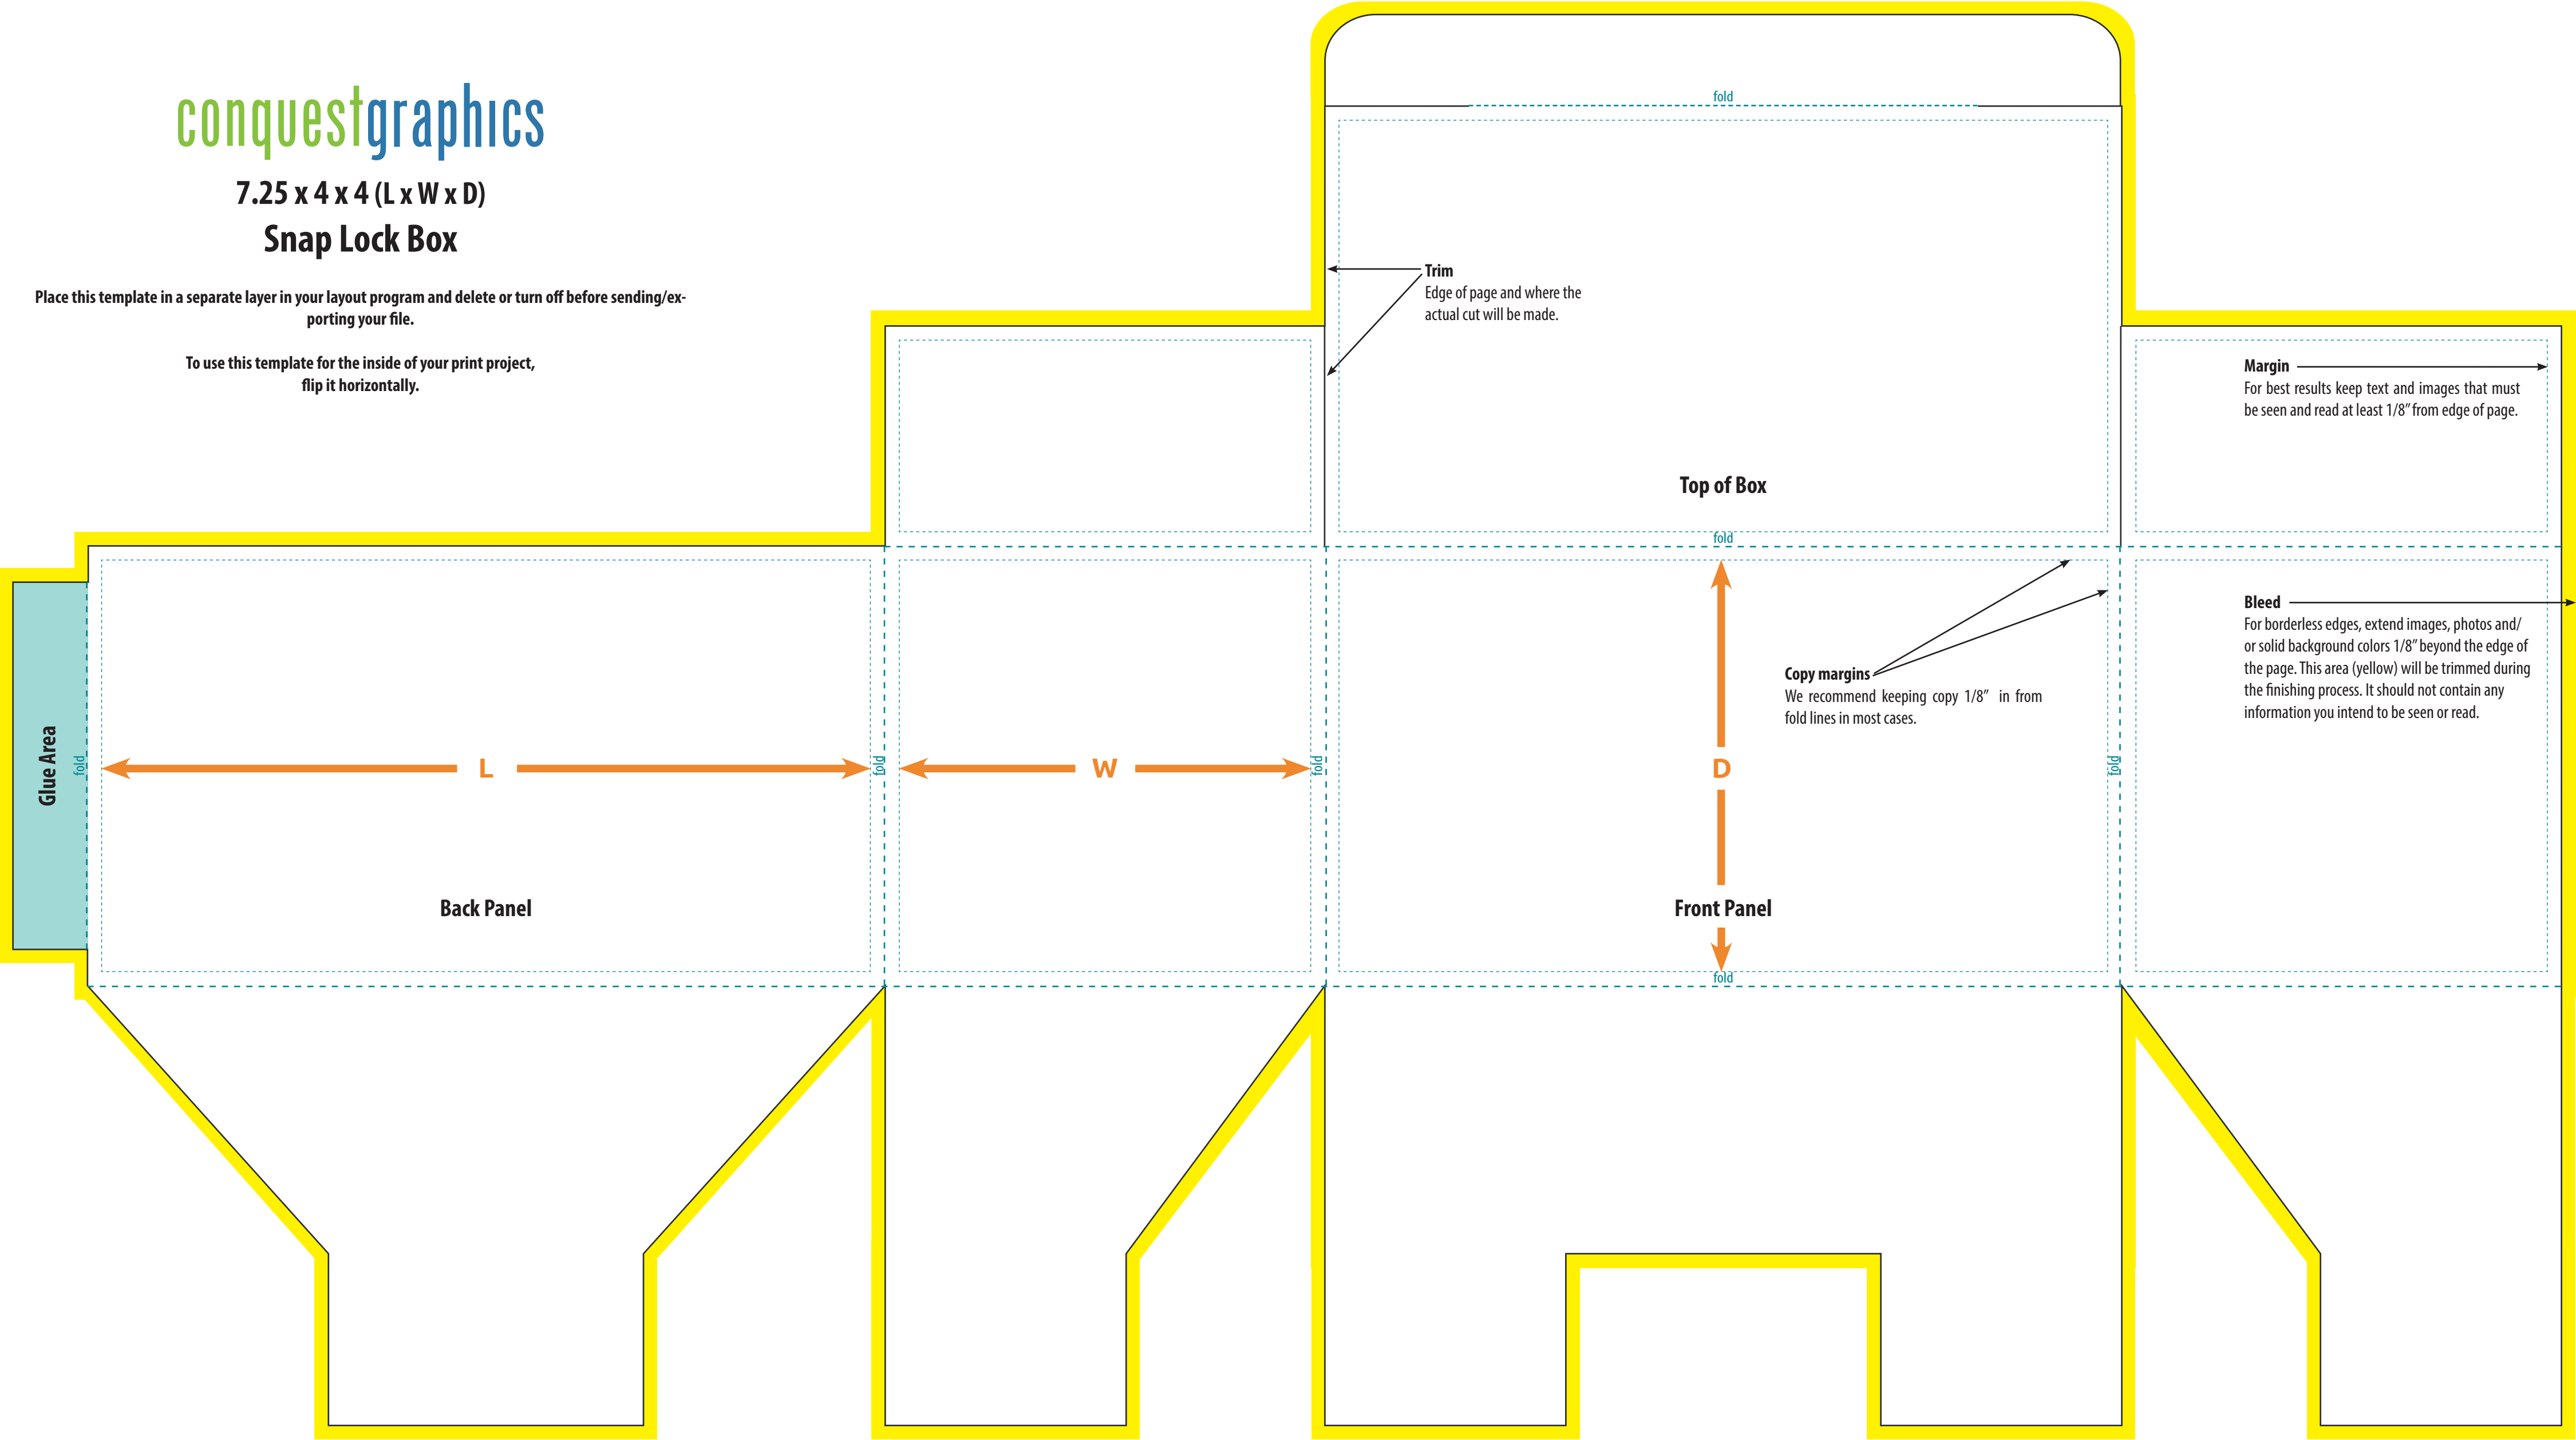 conquestgraphics
7.25 x 4 x 4 (L x W x D)
Snap Lock Box
Place this template in a separate layer in your layout program and delete or turn off before sending/ex-
porting your file.
To use this template for the inside of your print project,
flip it horizontally.
fold
Trim
Edge of page and where the
actual cut will be made.
Top of Box
fold
Margin
For best results keep text and images that must
be seen and read at least 1/8" from edge of page.
Glue Area
fold
L
Back Panel
fold
W
fold
D
Front Panel
fold
Copy margins
We recommend keeping copy 1/8" in from
fold lines in most cases.
fold
Bleed
For borderless edges, extend images, photos and/
or solid background colors 1/8" beyond the edge of
the page. This area (yellow) will be trimmed during
the finishing process. It should not contain any
information you intend to be seen or read.